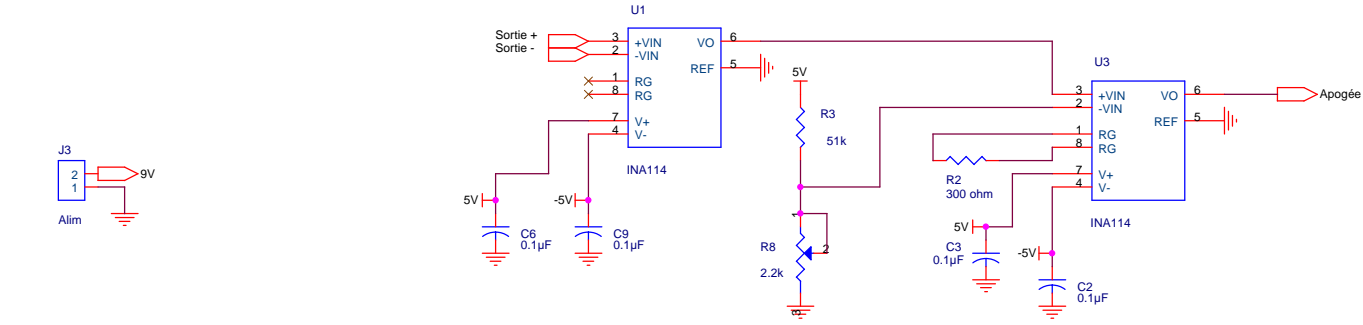 U1
Sortie +
Sortie -
3 +VIN VO 6
2 -VIN
REF 5
1 RG
8 RG
7 V+
4 V-
INA114
5V
C6
0.1µF
-5V
C9
0.1µF
J3
2 9V
1
Alim
5V
R3
51k
1
R8
2
2.2k
3
U3
3 +VIN VO 6 Apogée
2 -VIN
REF 5
1 RG
8 RG
7 V+
4 V-
INA114
R2
300 ohm
5V
C3
0.1µF
-5V
C2
0.1µF